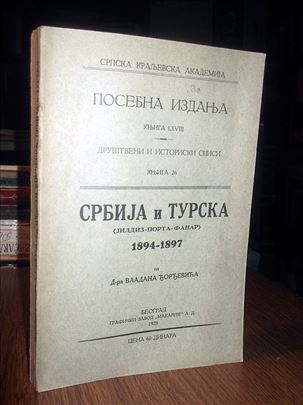 СРПСКА КРАЉЕВСКА АКАДЕМИЈА
ПОСЕБНА ИЗДАЊА
КЊИГА LXVIII
ДРУШТВЕНИ И ИСТОРИСКИ СПИСИ
КЊИГА 26
СРБИЈА и ТУРСКА
(ЈИЛДИЗ-ПОРТА-ФАНАР)
1894-1897
од
Д-ра ВЛАДАНА ЂОРЂЕВИЋА
БЕОГРАД
ГРАФИЧКИ ЗАВОД „МАКАРИЈЕ" А. Д.
1928
ЦЕНА 60 ДИНАРА